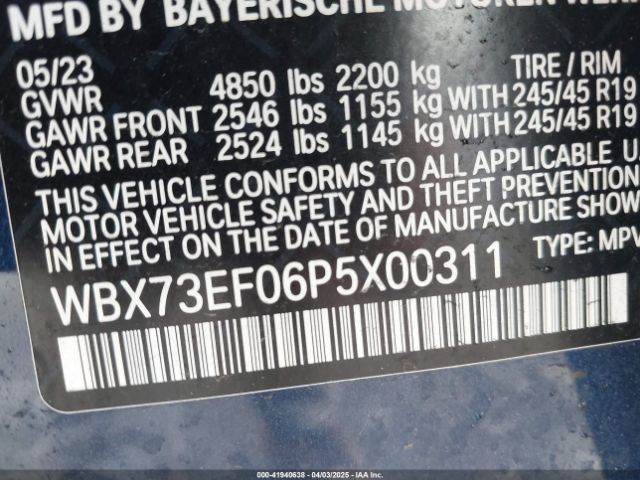 MFD BY BAYERISCHE MOTOREN
05/23 TIRE / RIM
GVWR 4850 lbs 2200 kg
GAWR FRONT 2546 lbs 1155 kg WITH 245/45 R19
GAWR REAR 2524 lbs 1145 kg WITH 245/45 R19
THIS VEHICLE CONFORMS TO ALL APPLICABLE U
MOTOR VEHICLE SAFETY AND THEFT PREVENTION
IN EFFECT ON THE DATE OF MANUFACTURE SHOW
WBX73EF06P5X00311 TYPE: MPV
000-41940638 - 04/03/2025 - IAA Inc.